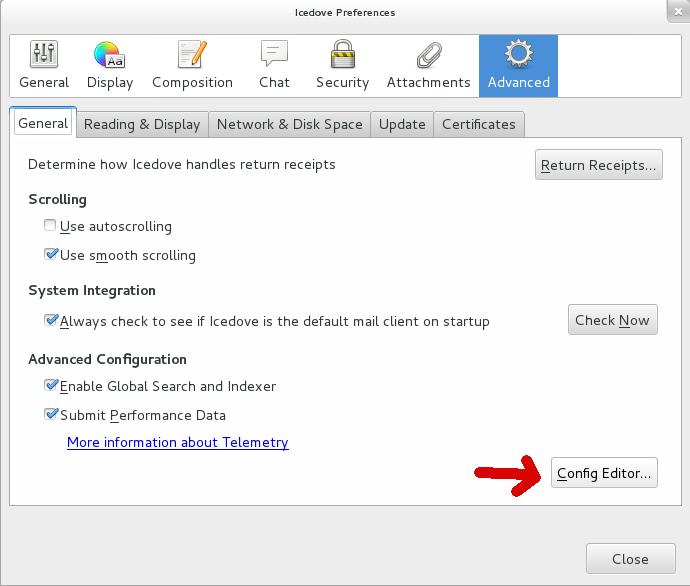 Icedove Preferences
General Display Composition Chat Security Attachments Advanced
General Reading & Display Network & Disk Space Update Certificates
Determine how Icedove handles return receipts Return Receipts...
Scrolling
Use autoscrolling
Use smooth scrolling
System Integration
Always check to see if Icedove is the default mail client on startup Check Now
Advanced Configuration
Enable Global Search and Indexer
Submit Performance Data
More information about Telemetry
Config Editor...
Close